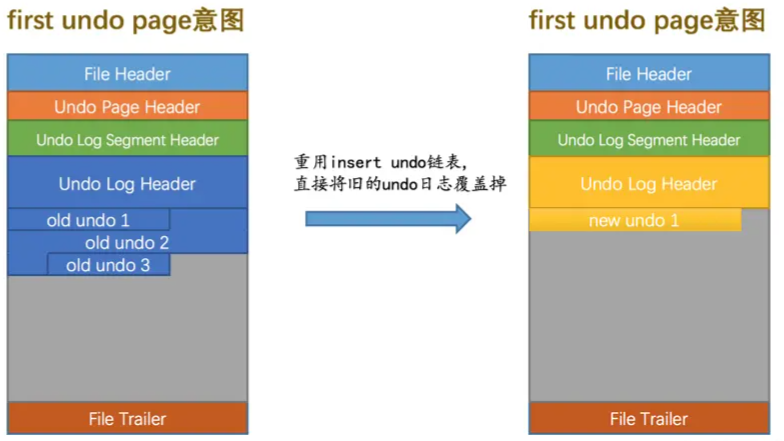 first undo page意图
File Header
Undo Page Header
Undo Log Segment Header
Undo Log Header
old undo 1
old undo 2
old undo 3
File Trailer
重用insert undo链表,
直接将旧的undo日志覆盖掉
first undo page意图
File Header
Undo Page Header
Undo Log Segment Header
Undo Log Header
new undo 1
File Trailer